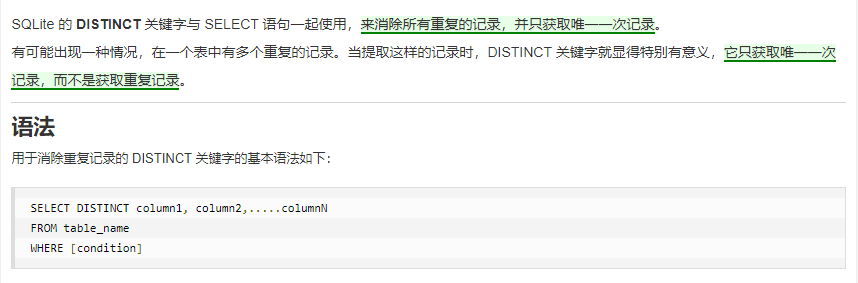 SQLite 的 DISTINCT 关键字与 SELECT 语句一起使用，来消除所有重复的记录，并只获取唯一一次记录。
有可能出现一种情况，在一个表中有多个重复的记录。当提取这样的记录时，DISTINCT 关键字就显得特别有意义，它只获取唯一一次
记录，而不是获取重复记录。
语法
用于消除重复记录的 DISTINCT 关键字的基本语法如下：
SELECT DISTINCT column1, column2,.....columnN
FROM table_name
WHERE [condition]